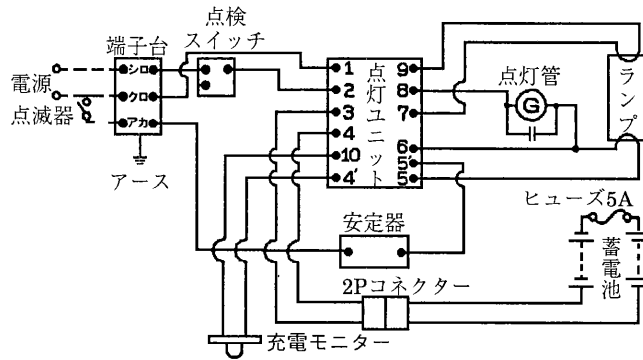 端子台
点検
スイッチ
電源
点滅器
シロ
クロ
アカ
アース
1
2
3
4
10
4'
点灯ユニット
9
8
7
6
5'
5
点灯管
G
ランプ
ヒューズ5A
安定器
蓄電池
2Pコネクター
充電モニター